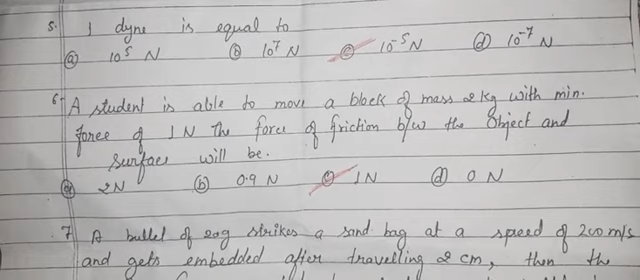 5. 1 dyne is equal to
(a) 10⁵ N (b) 10⁷ N (c) 10⁻⁵ N (d) 10⁻⁷ N
6. A student is able to move a block of mass 2kg with min.
force of 1N The force of friction b/w the Object and
surface will be.
(a) 2N (b) 0.9 N (c) 1N (d) 0 N
7 A bullet of 20g strikes a sand bag at a speed of 200 m/s
and gets embedded after travelling 2 cm, then the